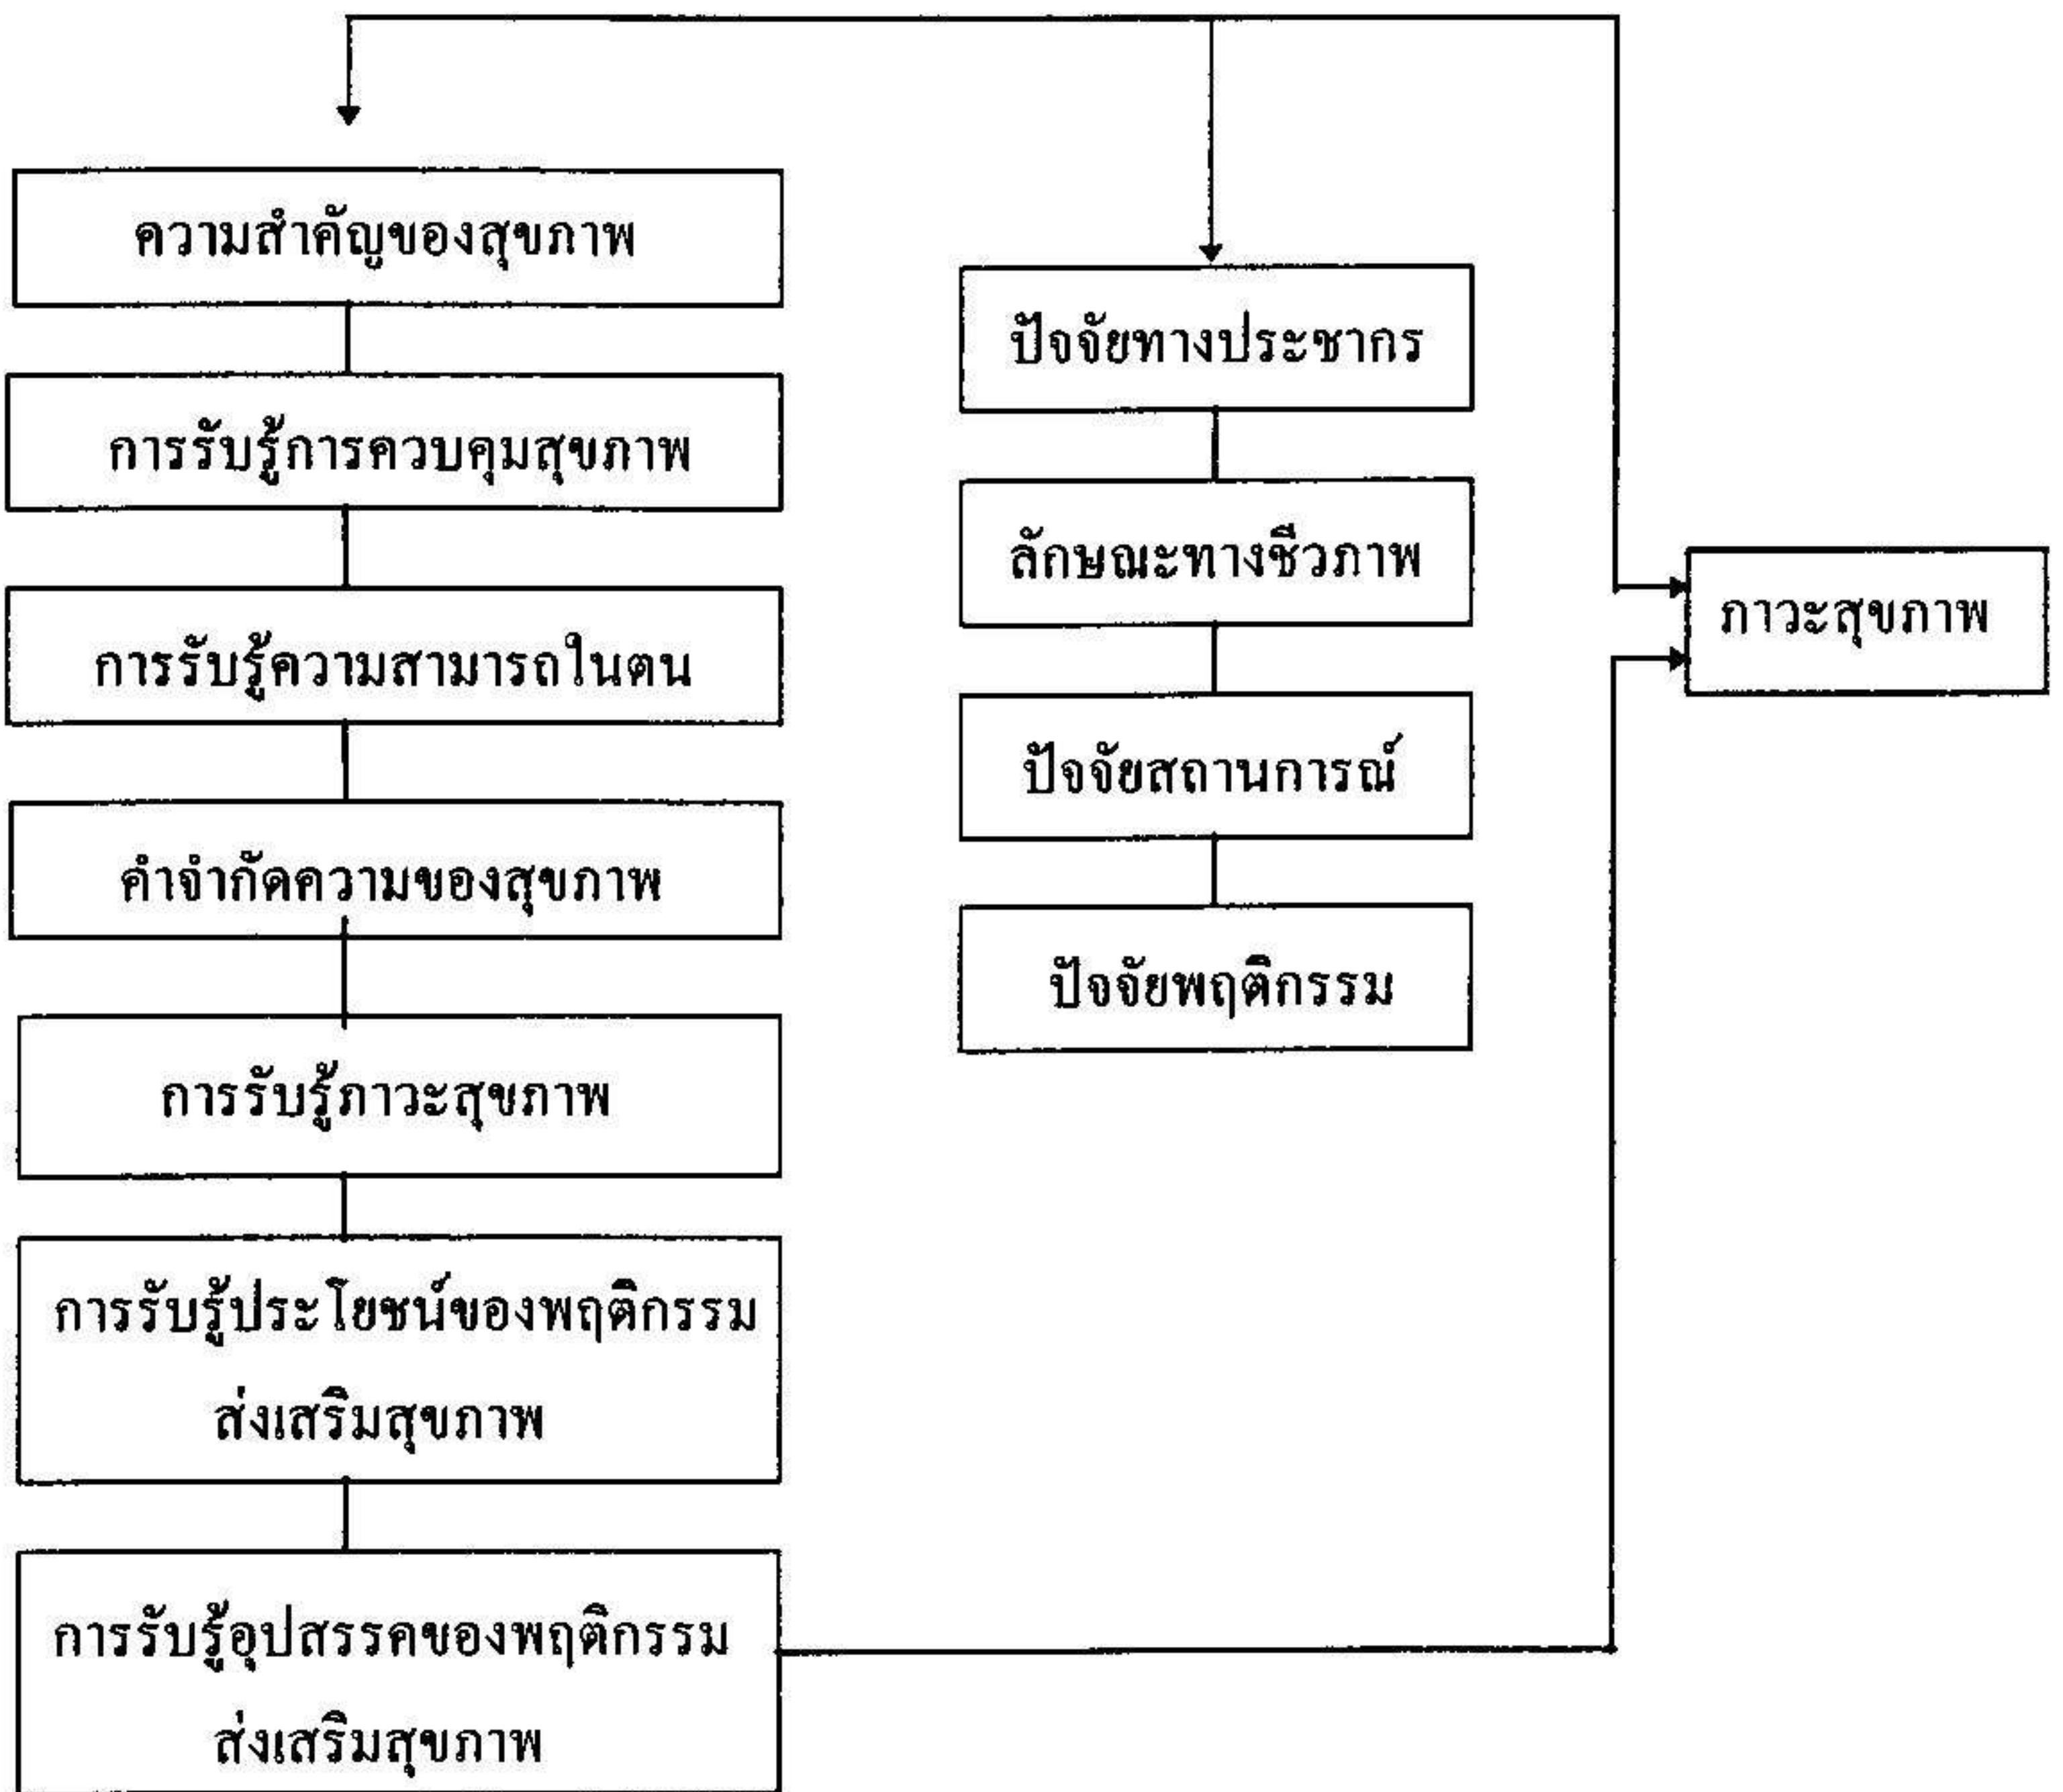 ความสำคัญของสุขภาพ
การรับรู้การควบคุมสุขภาพ
การรับรู้ความสามารถในตน
คำจำกัดความของสุขภาพ
การรับรู้ภาวะสุขภาพ
การรับรู้ประโยชน์ของพฤติกรรม
ส่งเสริมสุขภาพ
การรับรู้อุปสรรคของพฤติกรรม
ส่งเสริมสุขภาพ
ปัจจัยทางประชากร
ลักษณะทางชีวภาพ
ปัจจัยสถานการณ์
ปัจจัยพฤติกรรม
ภาวะสุขภาพ